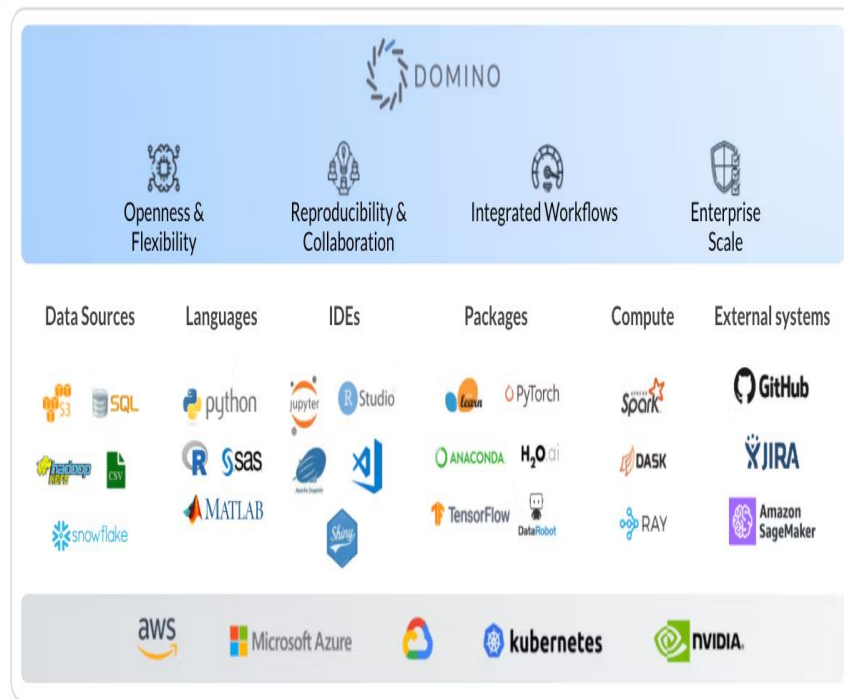 DOMINO
Openness &
Flexibility
Reproducibility &
Collaboration
Integrated Workflows
Enterprise
Scale
Data Sources
Languages
IDEs
Packages
Compute
External systems
S3
SQL
hadoop
CSV
snowflake
python
R
sas
MATLAB
jupyter
R Studio
Shiny
learn
PyTorch
ANACONDA
H2O.ai
TensorFlow
DataRobot
APACHE
Spark
DASK
RAY
GitHub
JIRA
Amazon
SageMaker
aws
Microsoft Azure
kubernetes
NVIDIA.